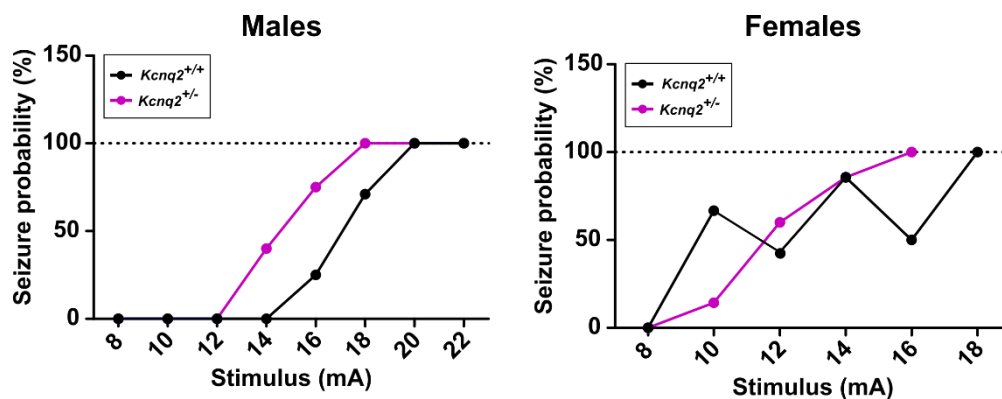 Males
Kcnq2+/+
Kcnq2+/-
150
100
50
0
Seizure probability (%)
8 10 12 14 16 18 20 22
Stimulus (mA)
Females
Kcnq2+/+
Kcnq2+/-
150
100
50
0
Seizure probability (%)
8 10 12 14 16 18
Stimulus (mA)